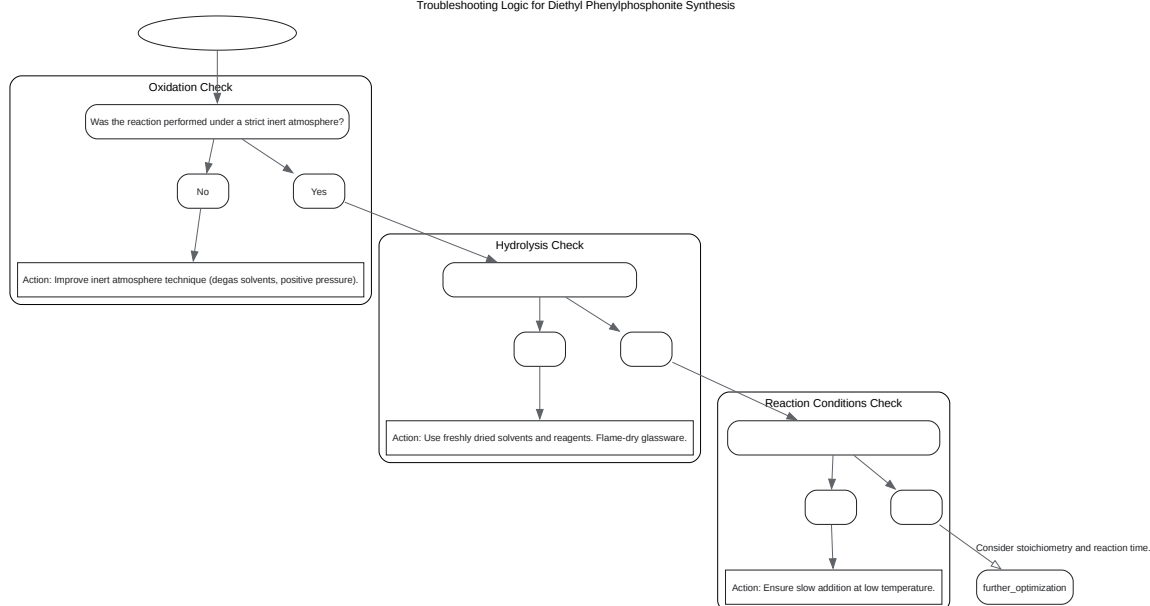 Troubleshooting Logic for Diethyl Phenylphosphonite Synthesis
Oxidation Check
Was the reaction performed under a strict inert atmosphere?
No
Yes
Action: Improve inert atmosphere technique (degas solvents, positive pressure).
Hydrolysis Check
Action: Use freshly dried solvents and reagents. Flame-dry glassware.
Reaction Conditions Check
Consider stoichiometry and reaction time.
Action: Ensure slow addition at low temperature.
further_optimization